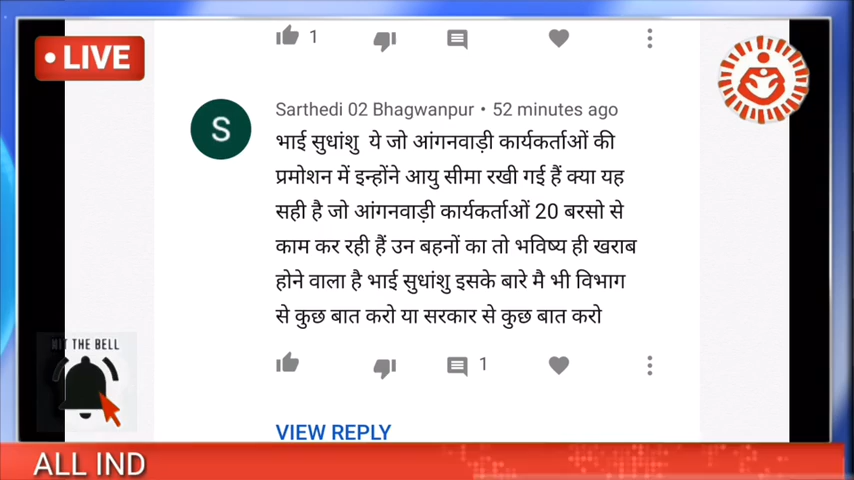 LIVE
1
Sarthedi 02 Bhagwanpur • 52 minutes ago
S
भाई सुधांशु ये जो आंगनवाड़ी कार्यकर्ताओं की
प्रमोशन में इन्होंने आयु सीमा रखी गई हैं क्या यह
सही है जो आंगनवाड़ी कार्यकर्ताओं 20 बरसो से
काम कर रही हैं उन बहनों का तो भविष्य ही खराब
होने वाला है भाई सुधांशु इसके बारे मै भी विभाग
से कुछ बात करो या सरकार से कुछ बात करो
HIT THE BELL
1
VIEW REPLY
ALL IND